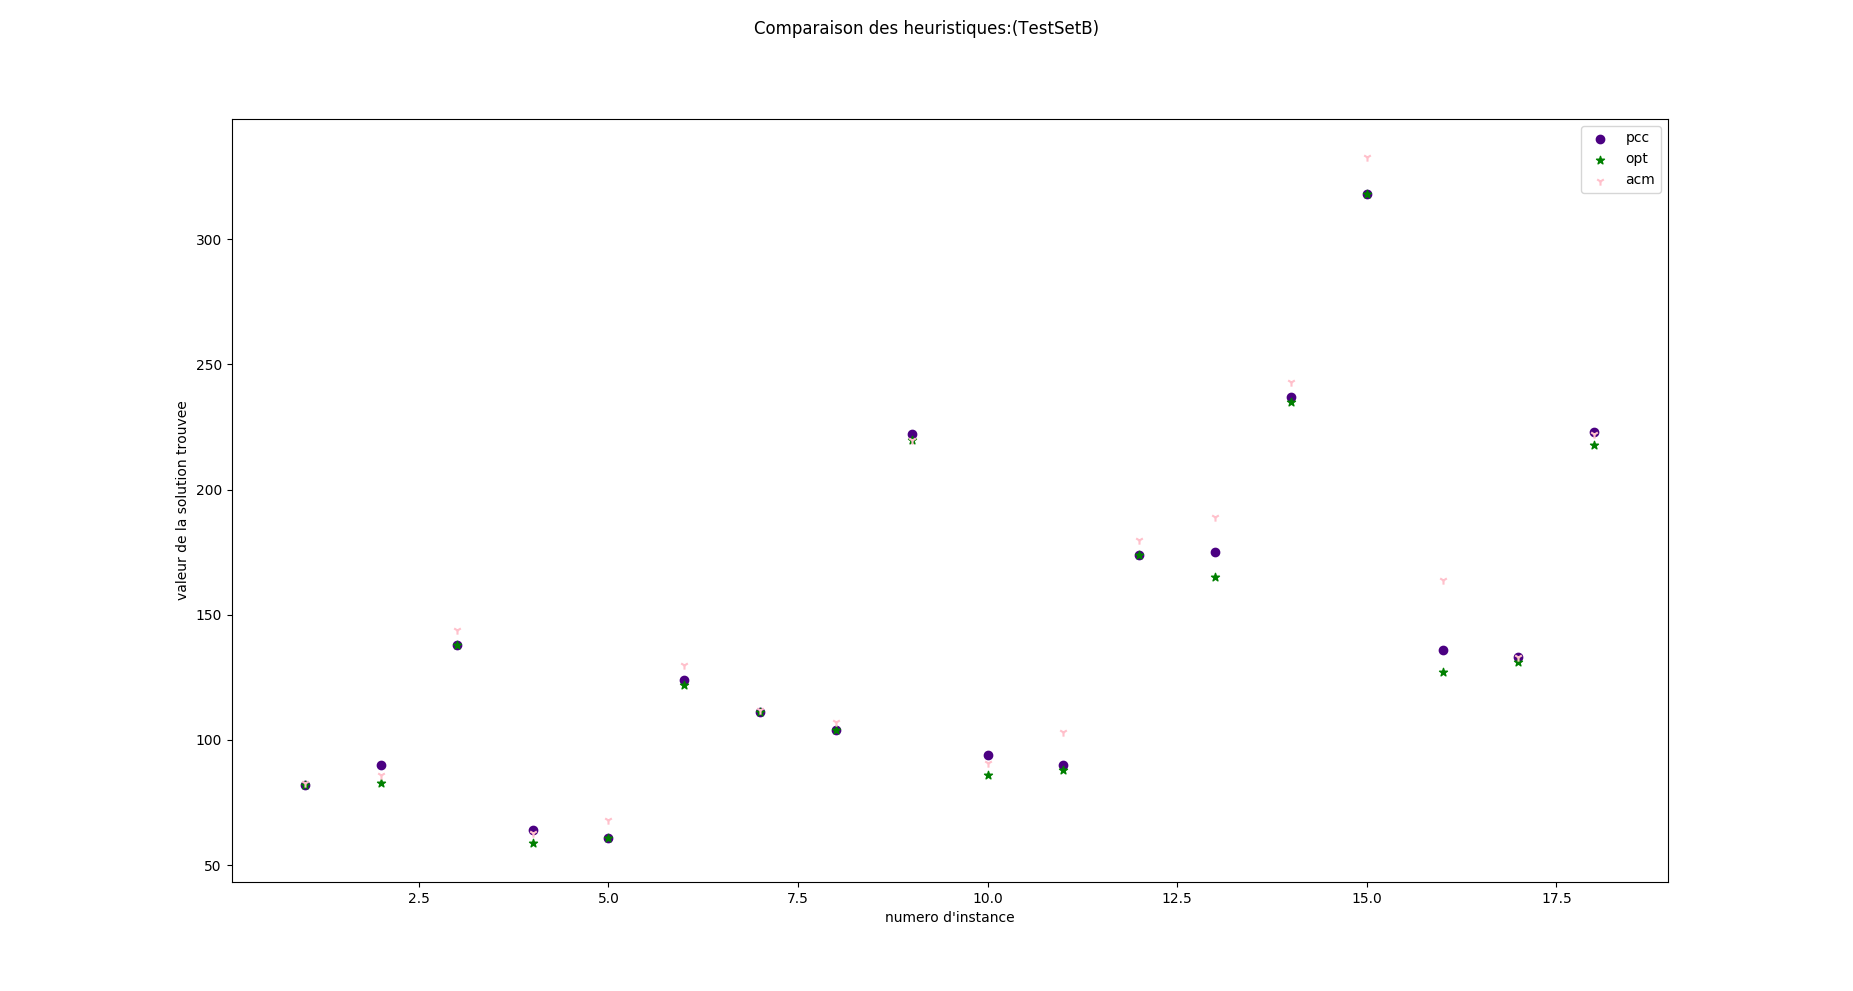 Comparaison des heuristiques:(TestSetB)
pcc
opt
acm
300
250
200
150
100
50
valeur de la solution trouvee
2.5 5.0 7.5 10.0 12.5 15.0 17.5
numero d'instance